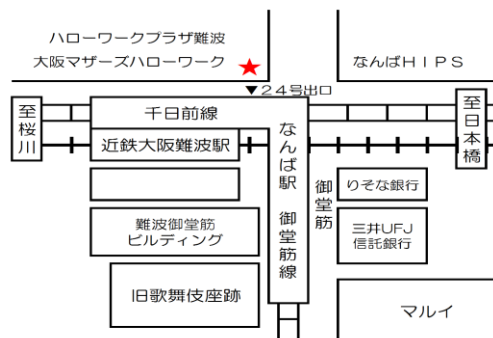 ハローワークプラザ難波
大阪マザーズハローワーク
なんばHIPS
▼24号出口
至桜川
千日前線
至日本橋
近鉄大阪難波駅
なんば駅 御堂筋線
御堂筋
りそな銀行
難波御堂筋
ビルディング
三井UFJ
信託銀行
旧歌舞伎座跡
マルイ